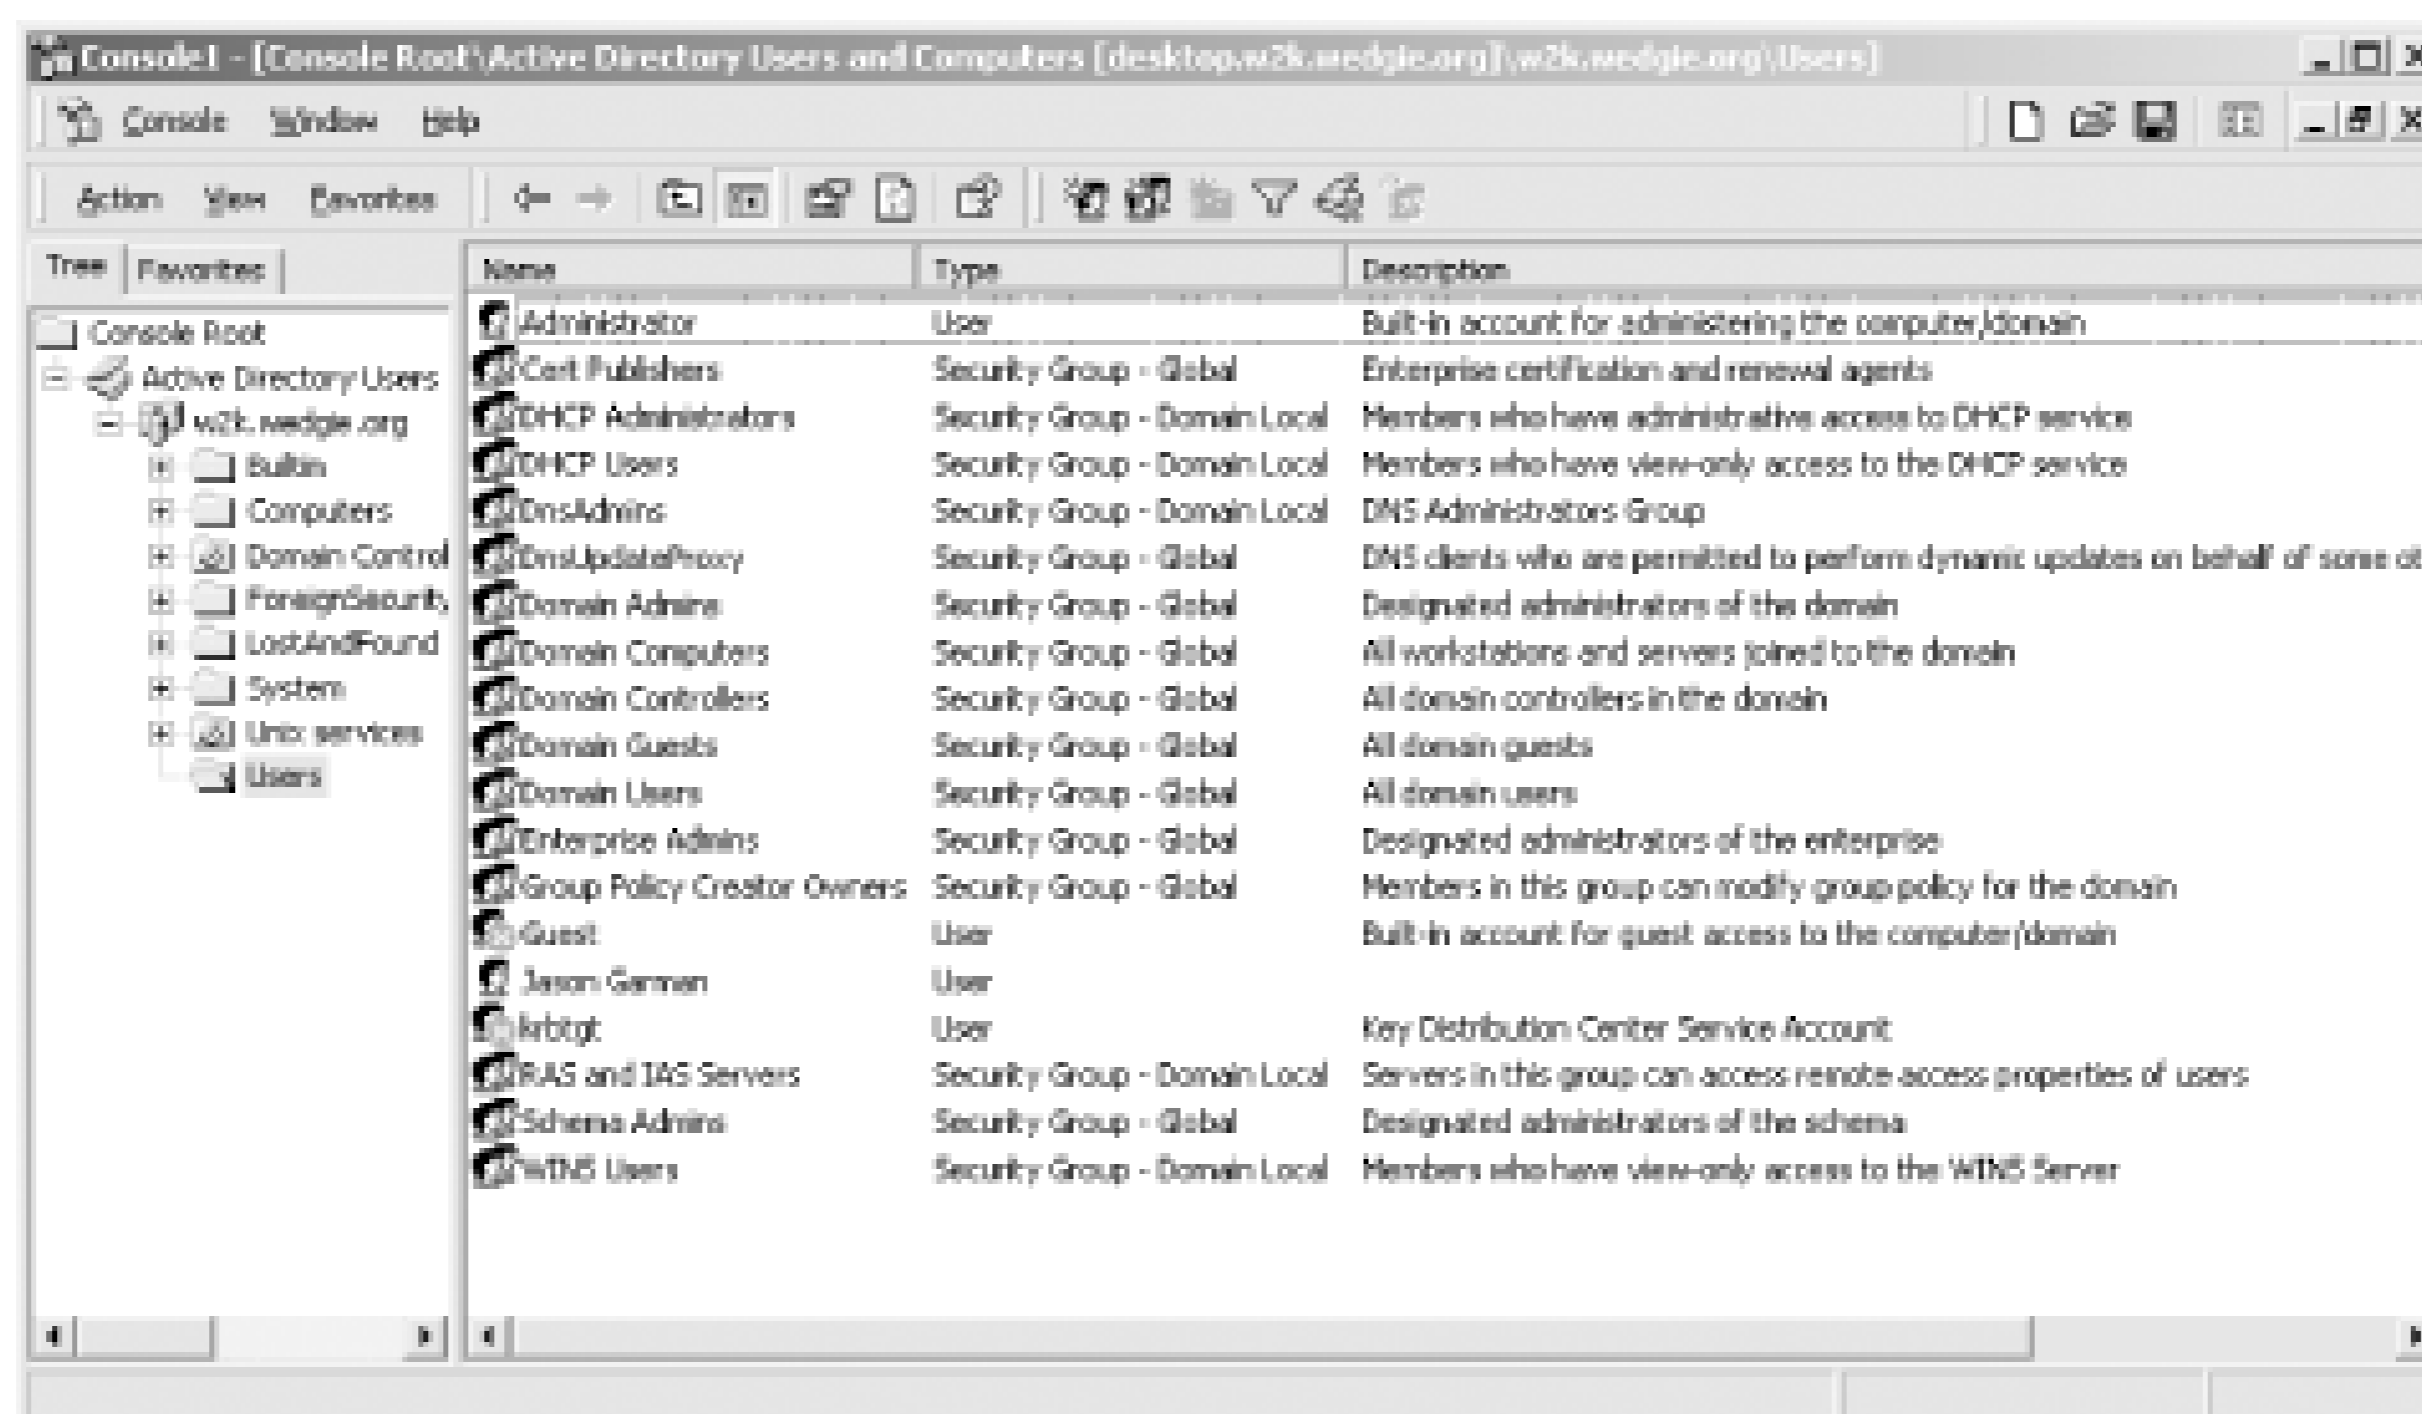 Console1 - [Console Root\Active Directory Users and Computers [desktop.w2k.wedgie.org]\w2k.wedgie.org\Users]
Console Window Help
Action View Favorites
Tree Favorites
Name Type Description
Console Root
Active Directory Users
w2k.wedgie.org
Builtin
Computers
Domain Control
ForeignSecurity
LostAndFound
System
Unix services
Users
Administrator User Built-in account for administering the computer/domain
Cert Publishers Security Group - Global Enterprise certification and renewal agents
DHCP Administrators Security Group - Domain Local Members who have administrative access to DHCP service
DHCP Users Security Group - Domain Local Members who have view-only access to the DHCP service
DnsAdmins Security Group - Domain Local DNS Administrators Group
DnsUpdateProxy Security Group - Global DNS clients who are permitted to perform dynamic updates on behalf of some ot
Domain Admins Security Group - Global Designated administrators of the domain
Domain Computers Security Group - Global All workstations and servers joined to the domain
Domain Controllers Security Group - Global All domain controllers in the domain
Domain Guests Security Group - Global All domain guests
Domain Users Security Group - Global All domain users
Enterprise Admins Security Group - Global Designated administrators of the enterprise
Group Policy Creator Owners Security Group - Global Members in this group can modify group policy for the domain
Guest User Built-in account for guest access to the computer/domain
Jason Garman User
krbtgt User Key Distribution Center Service Account
RAS and IAS Servers Security Group - Domain Local Servers in this group can access remote access properties of users
Schema Admins Security Group - Global Designated administrators of the schema
WINS Users Security Group - Domain Local Members who have view-only access to the WINS Server